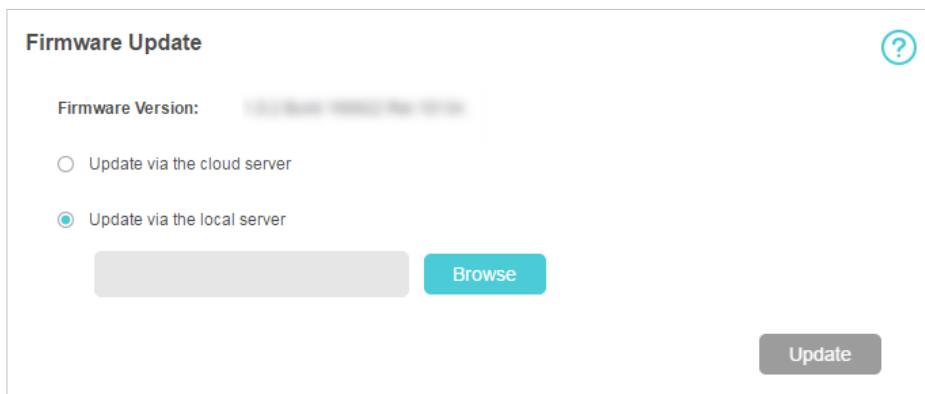 Firmware Update
?
Firmware Version:
Update via the cloud server
Update via the local server
Browse
Update